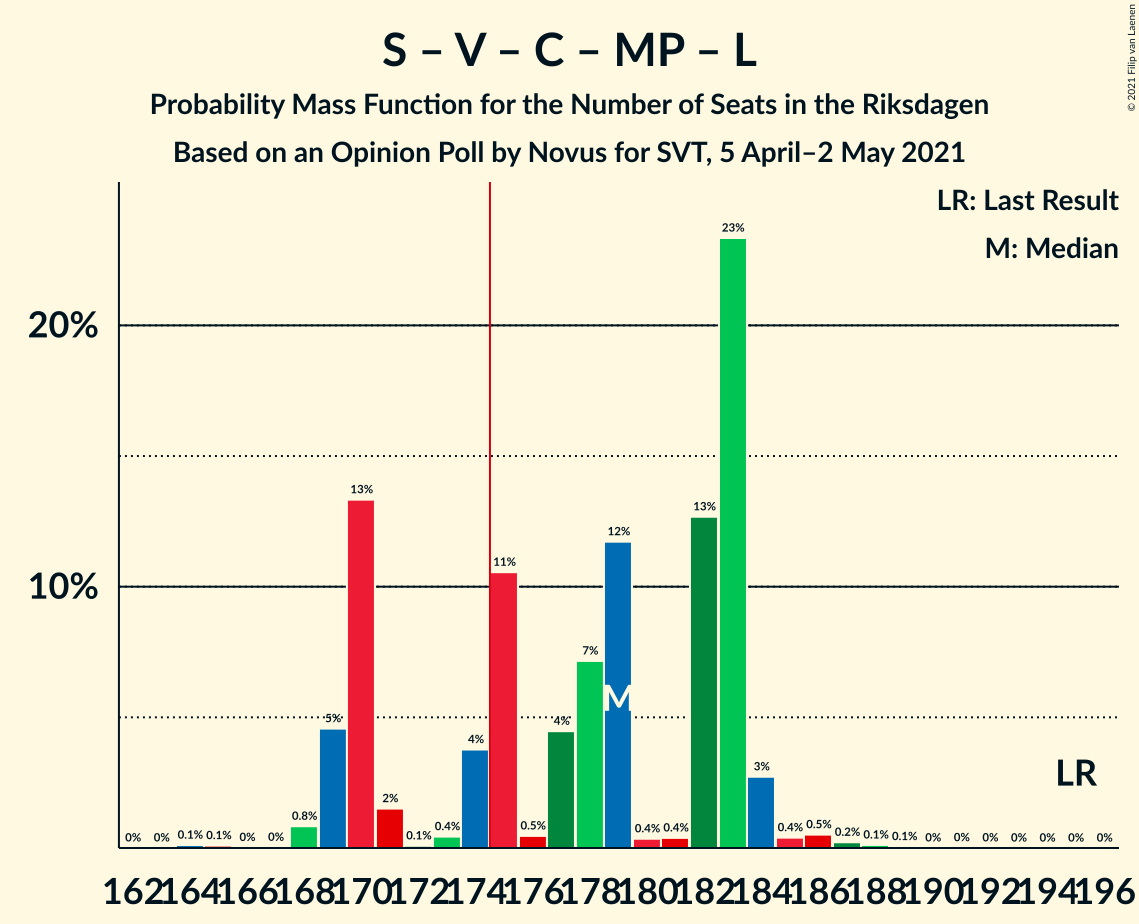 S – V – C – MP – L
Probability Mass Function for the Number of Seats in the Riksdagen
Based on an Opinion Poll by Novus for SVT, 5 April–2 May 2021
© 2021 Filip van Laenen
LR: Last Result
M: Median
20%
10%
0% 0% 0.1% 0.1% 0% 0% 0.8% 5% 13% 2% 0.1% 0.4% 4% 11% 0.5% 4% 7% 12% 0.4% 0.4% 13% 23% 3% 0.4% 0.5% 0.2% 0.1% 0.1% 0% 0% 0% 0% 0% 0% 0%
M
LR
162 164 166 168 170 172 174 176 178 180 182 184 186 188 190 192 194 196